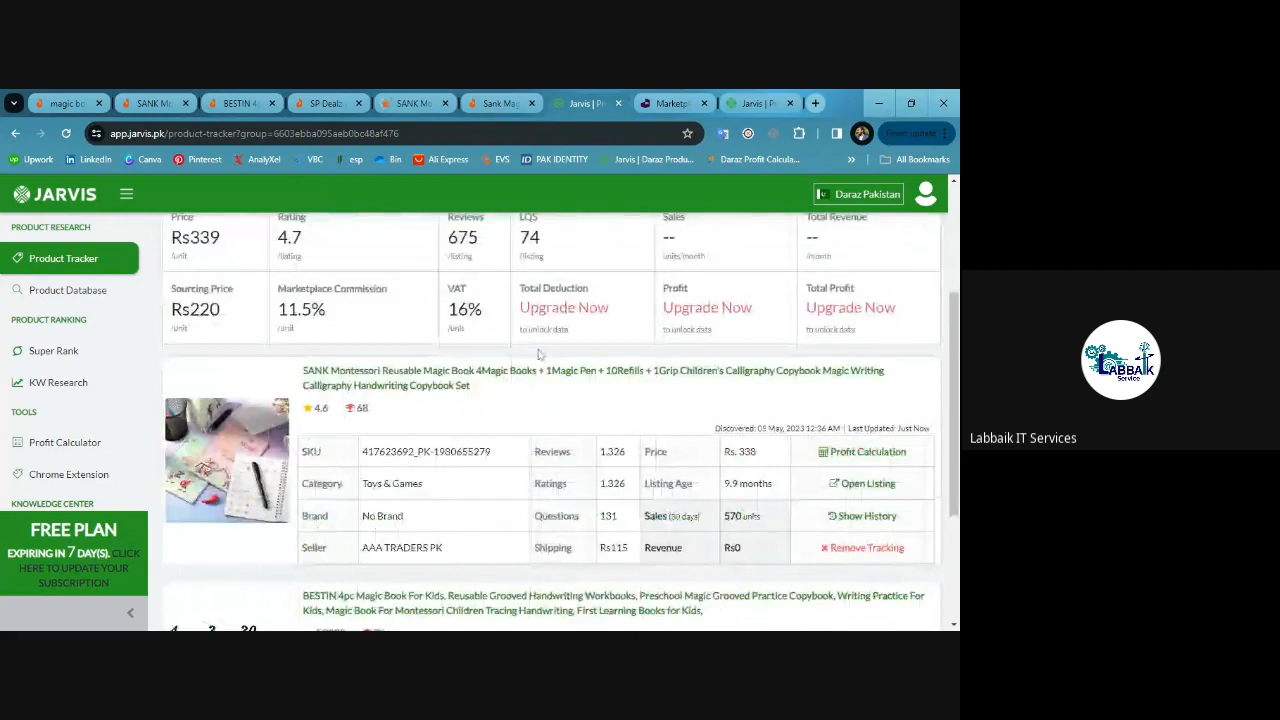 magic bo
SANK Mo
BESTIN 4
SP Dealz
SANK Mo
Sank Mag
Jarvis | P
Marketpl
Jarvis | P
app.jarvis.pk/product-tracker?group=6603ebba095aeb0bc48af476
Finish update
Upwork
LinkedIn
Canva
Pinterest
AnalyXel
VBC
esp
Bin
Ali Express
EVS
PAK IDENTITY
Jarvis | Daraz Produ...
Daraz Profit Calcula...
All Bookmarks
JARVIS
Daraz Pakistan
PRODUCT RESEARCH
Product Tracker
Product Database
PRODUCT RANKING
Super Rank
KW Research
TOOLS
Profit Calculator
Chrome Extension
KNOWLEDGE CENTER
FREE PLAN
EXPIRING IN 7 DAY(S). CLICK
HERE TO UPDATE YOUR
SUBSCRIPTION
Price Rating Reviews LQS Sales Total Revenue
Rs339 4.7 675 74 -- --
/unit /listing /listing /listing units/month /month
Sourcing Price Marketplace Commission VAT Total Deduction Profit Total Profit
Rs220 11.5% 16% Upgrade Now Upgrade Now Upgrade Now
/unit /unit /unit to unlock data to unlock data to unlock data
SANK Montessori Reusable Magic Book 4Magic Books + 1Magic Pen + 10Refills + 1Grip Children's Calligraphy Copybook Magic Writing
Calligraphy Handwriting Copybook Set
4.6 68
Discovered: 05 May, 2023 12:36 AM | Last Updated: Just Now
SKU 417623692_PK-1980655279 Reviews 1.326 Price Rs. 338 Profit Calculation
Category Toys & Games Ratings 1.326 Listing Age 9.9 months Open Listing
Brand No Brand Questions 131 Sales (30 days) 570 units Show History
Seller AAA TRADERS PK Shipping Rs115 Revenue Rs0 Remove Tracking
BESTIN 4pc Magic Book For Kids, Reusable Grooved Handwriting Workbooks, Preschool Magic Grooved Practice Copybook, Writing Practice For
Kids, Magic Book For Montessori Children Tracing Handwriting, First Learning Books for Kids,
LABBAIK
Service
Labbaik IT Services